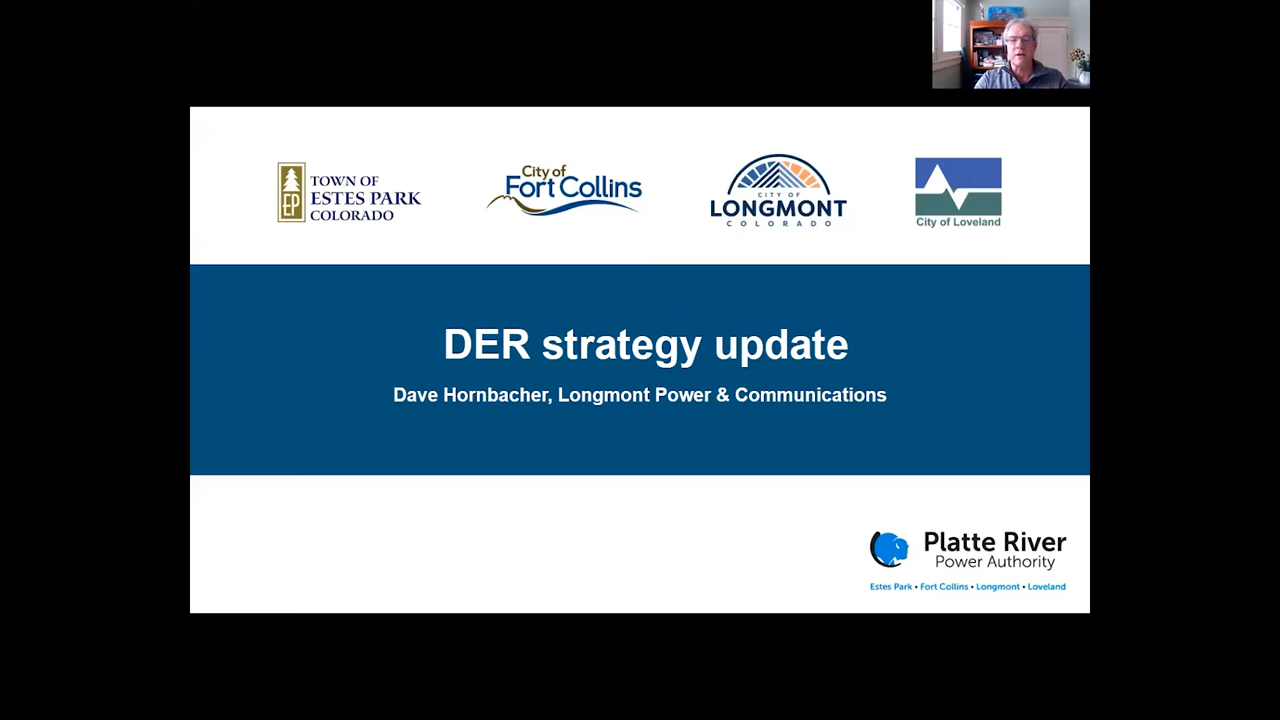 EP
TOWN OF
ESTES PARK
COLORADO
City of
Fort Collins
CITY OF
LONGMONT
COLORADO
City of Loveland
DER strategy update
Dave Hornbacher, Longmont Power & Communications
Platte River
Power Authority
Estes Park • Fort Collins • Longmont • Loveland